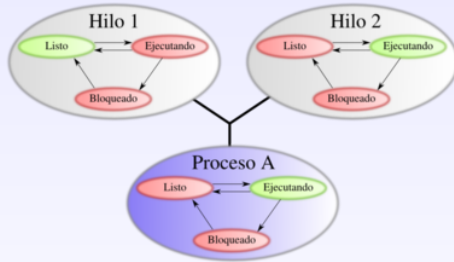 Hilo 1
Listo
Ejecutando
Bloqueado
Hilo 2
Listo
Ejecutando
Bloqueado
Proceso A
Listo
Ejecutando
Bloqueado